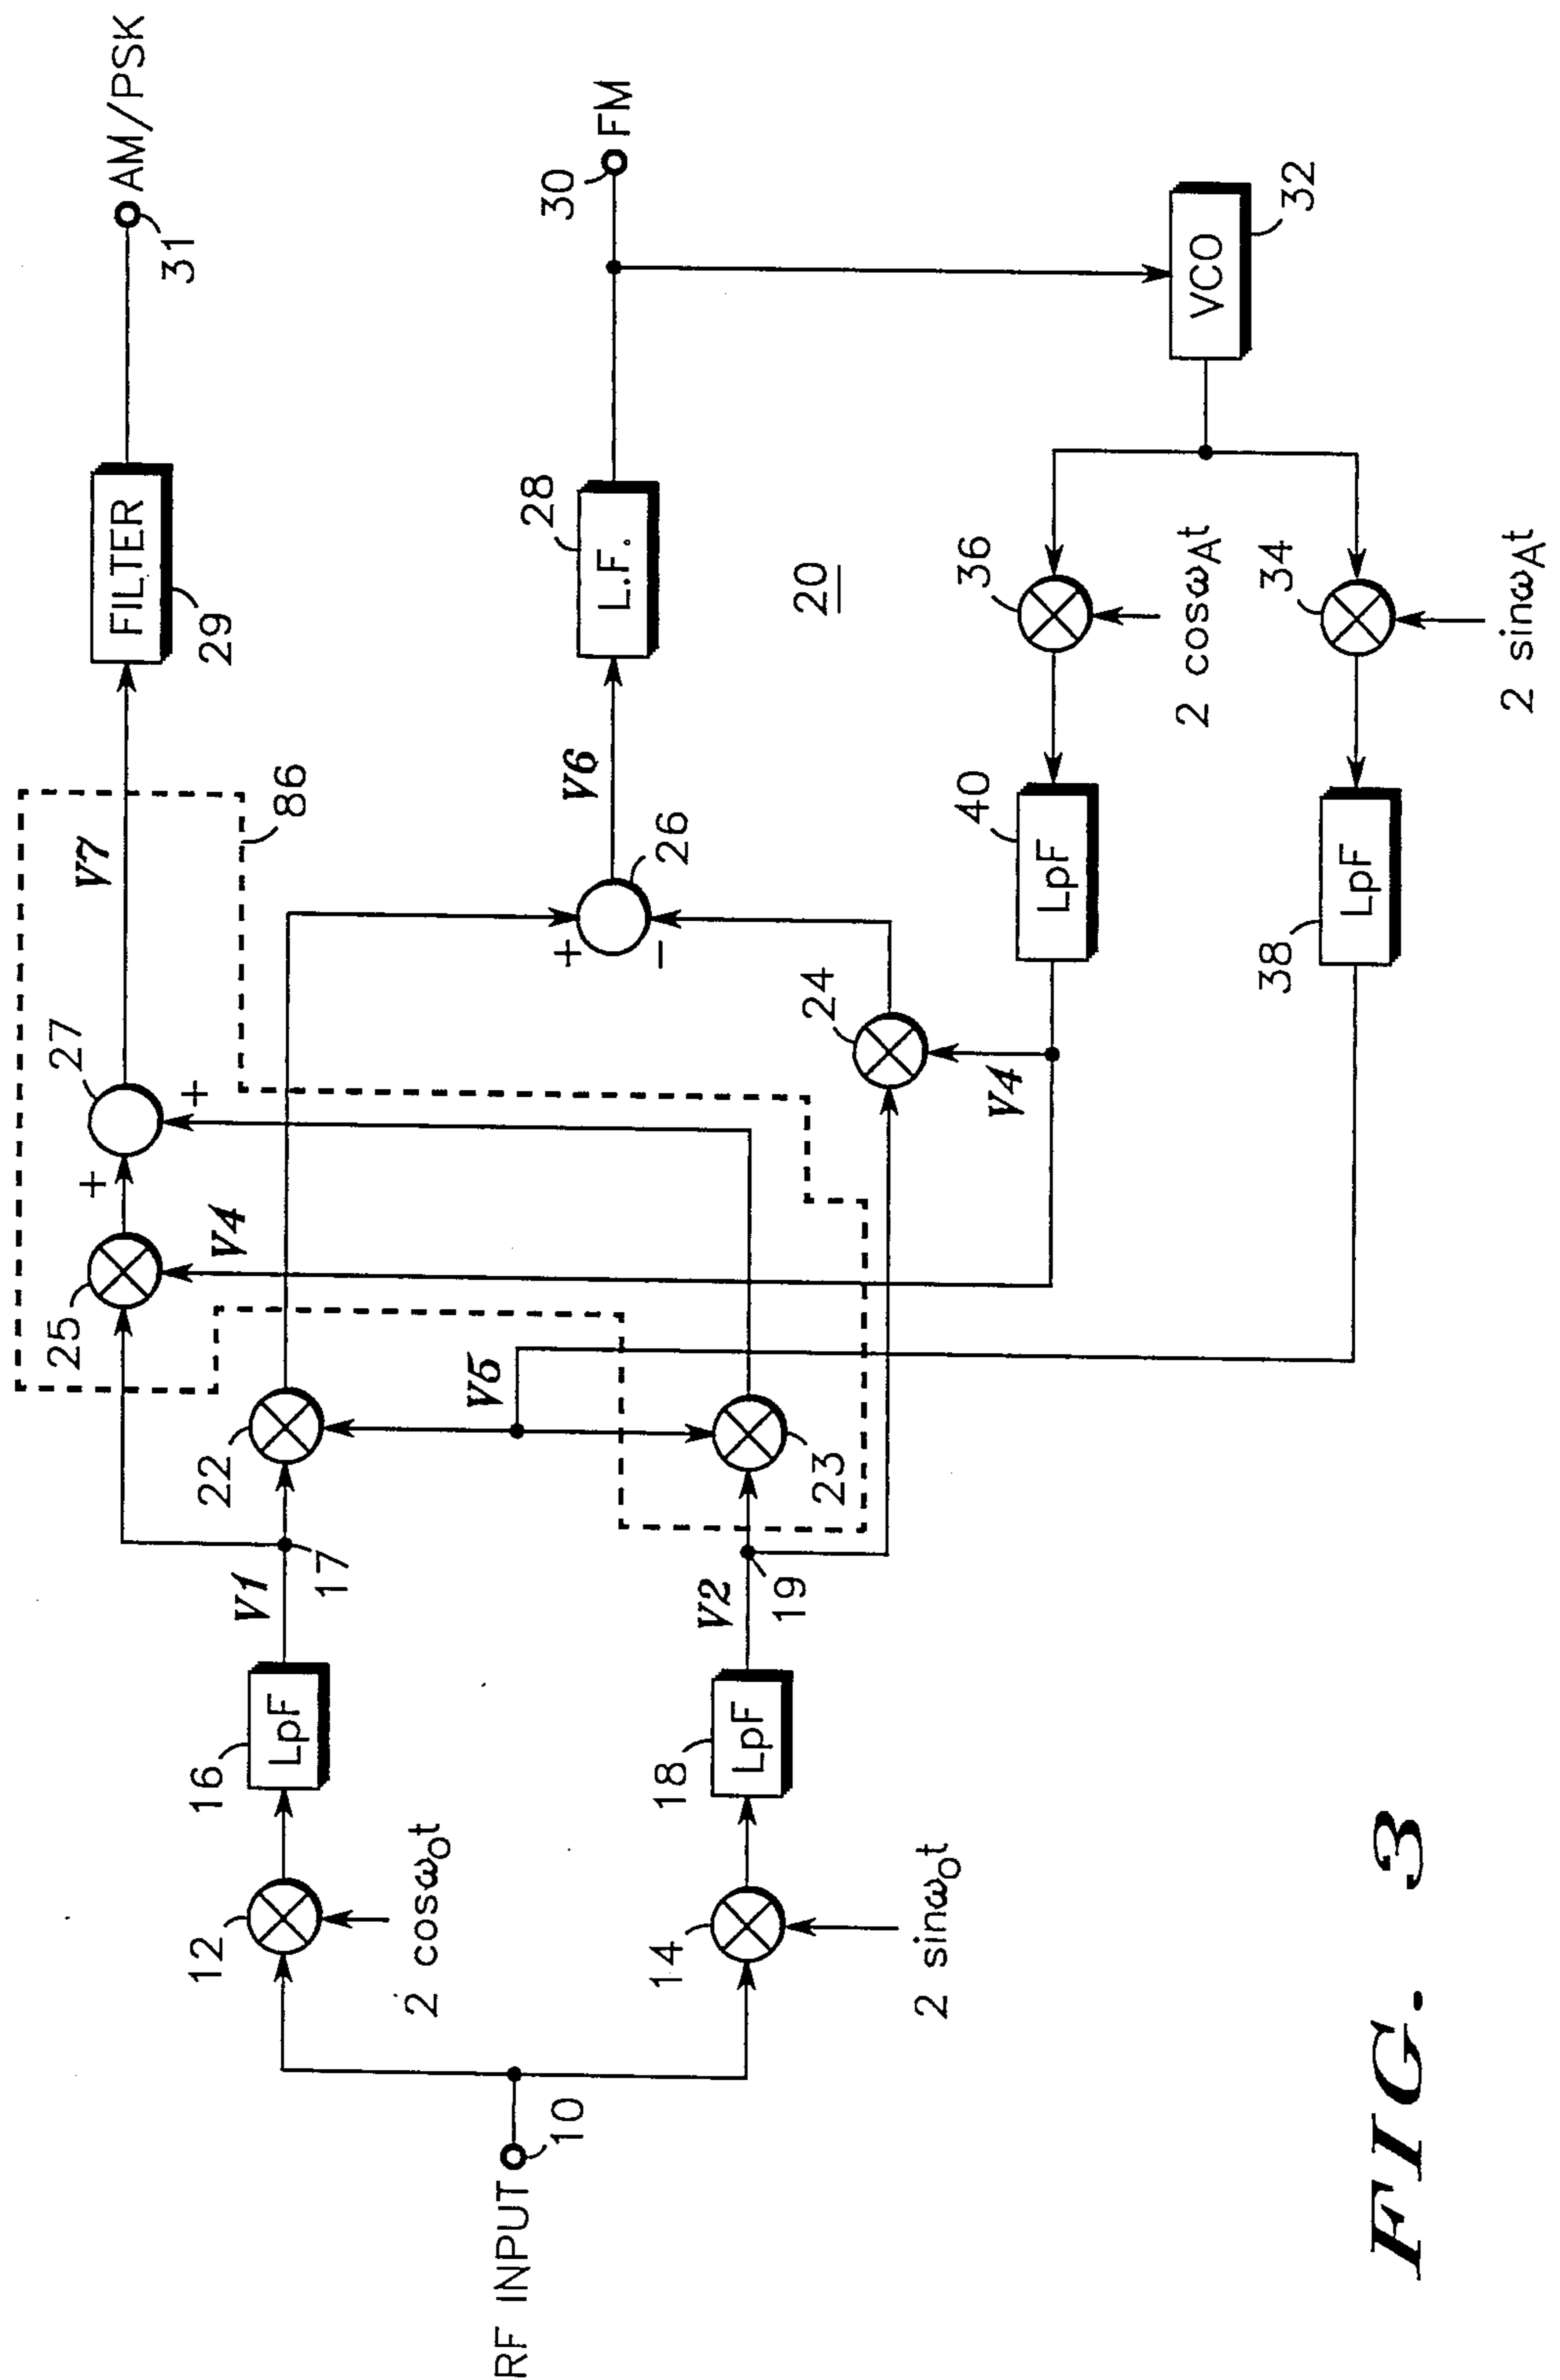 AM/PSK
31
FILTER
29
V7
86
27
+
+
25
V4
FM
30
L.F.
28
20
V6
26
+
−
22
V5
23
24
V4
VCO
32
36
2 cosωAt
34
2 sinωAt
LpF
40
LpF
38
V1
17
V2
19
LpF
16
LpF
18
12
2 cosωOt
14
2 sinωOt
RF INPUT
10
FIG. 3